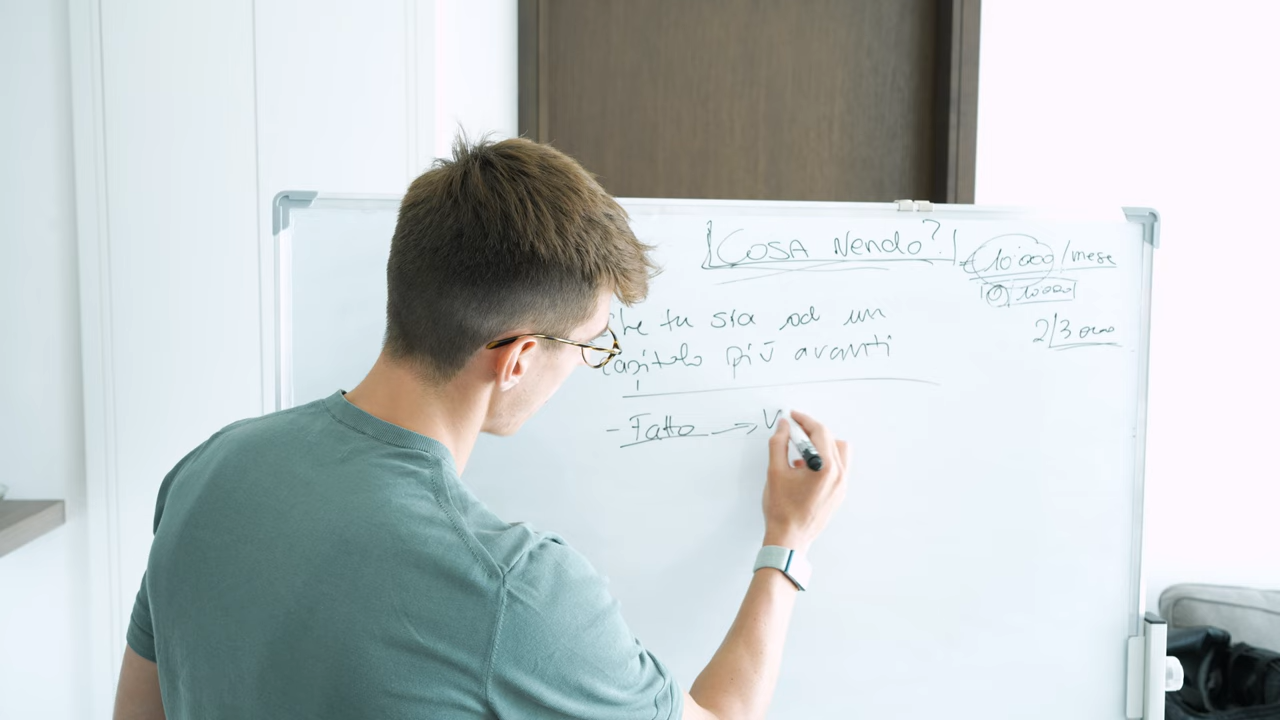 COSA VENDO?
10.000/mese
10.000
che tu sia ad un
capitolo più avanti
- Fatto → V
2/3 ore